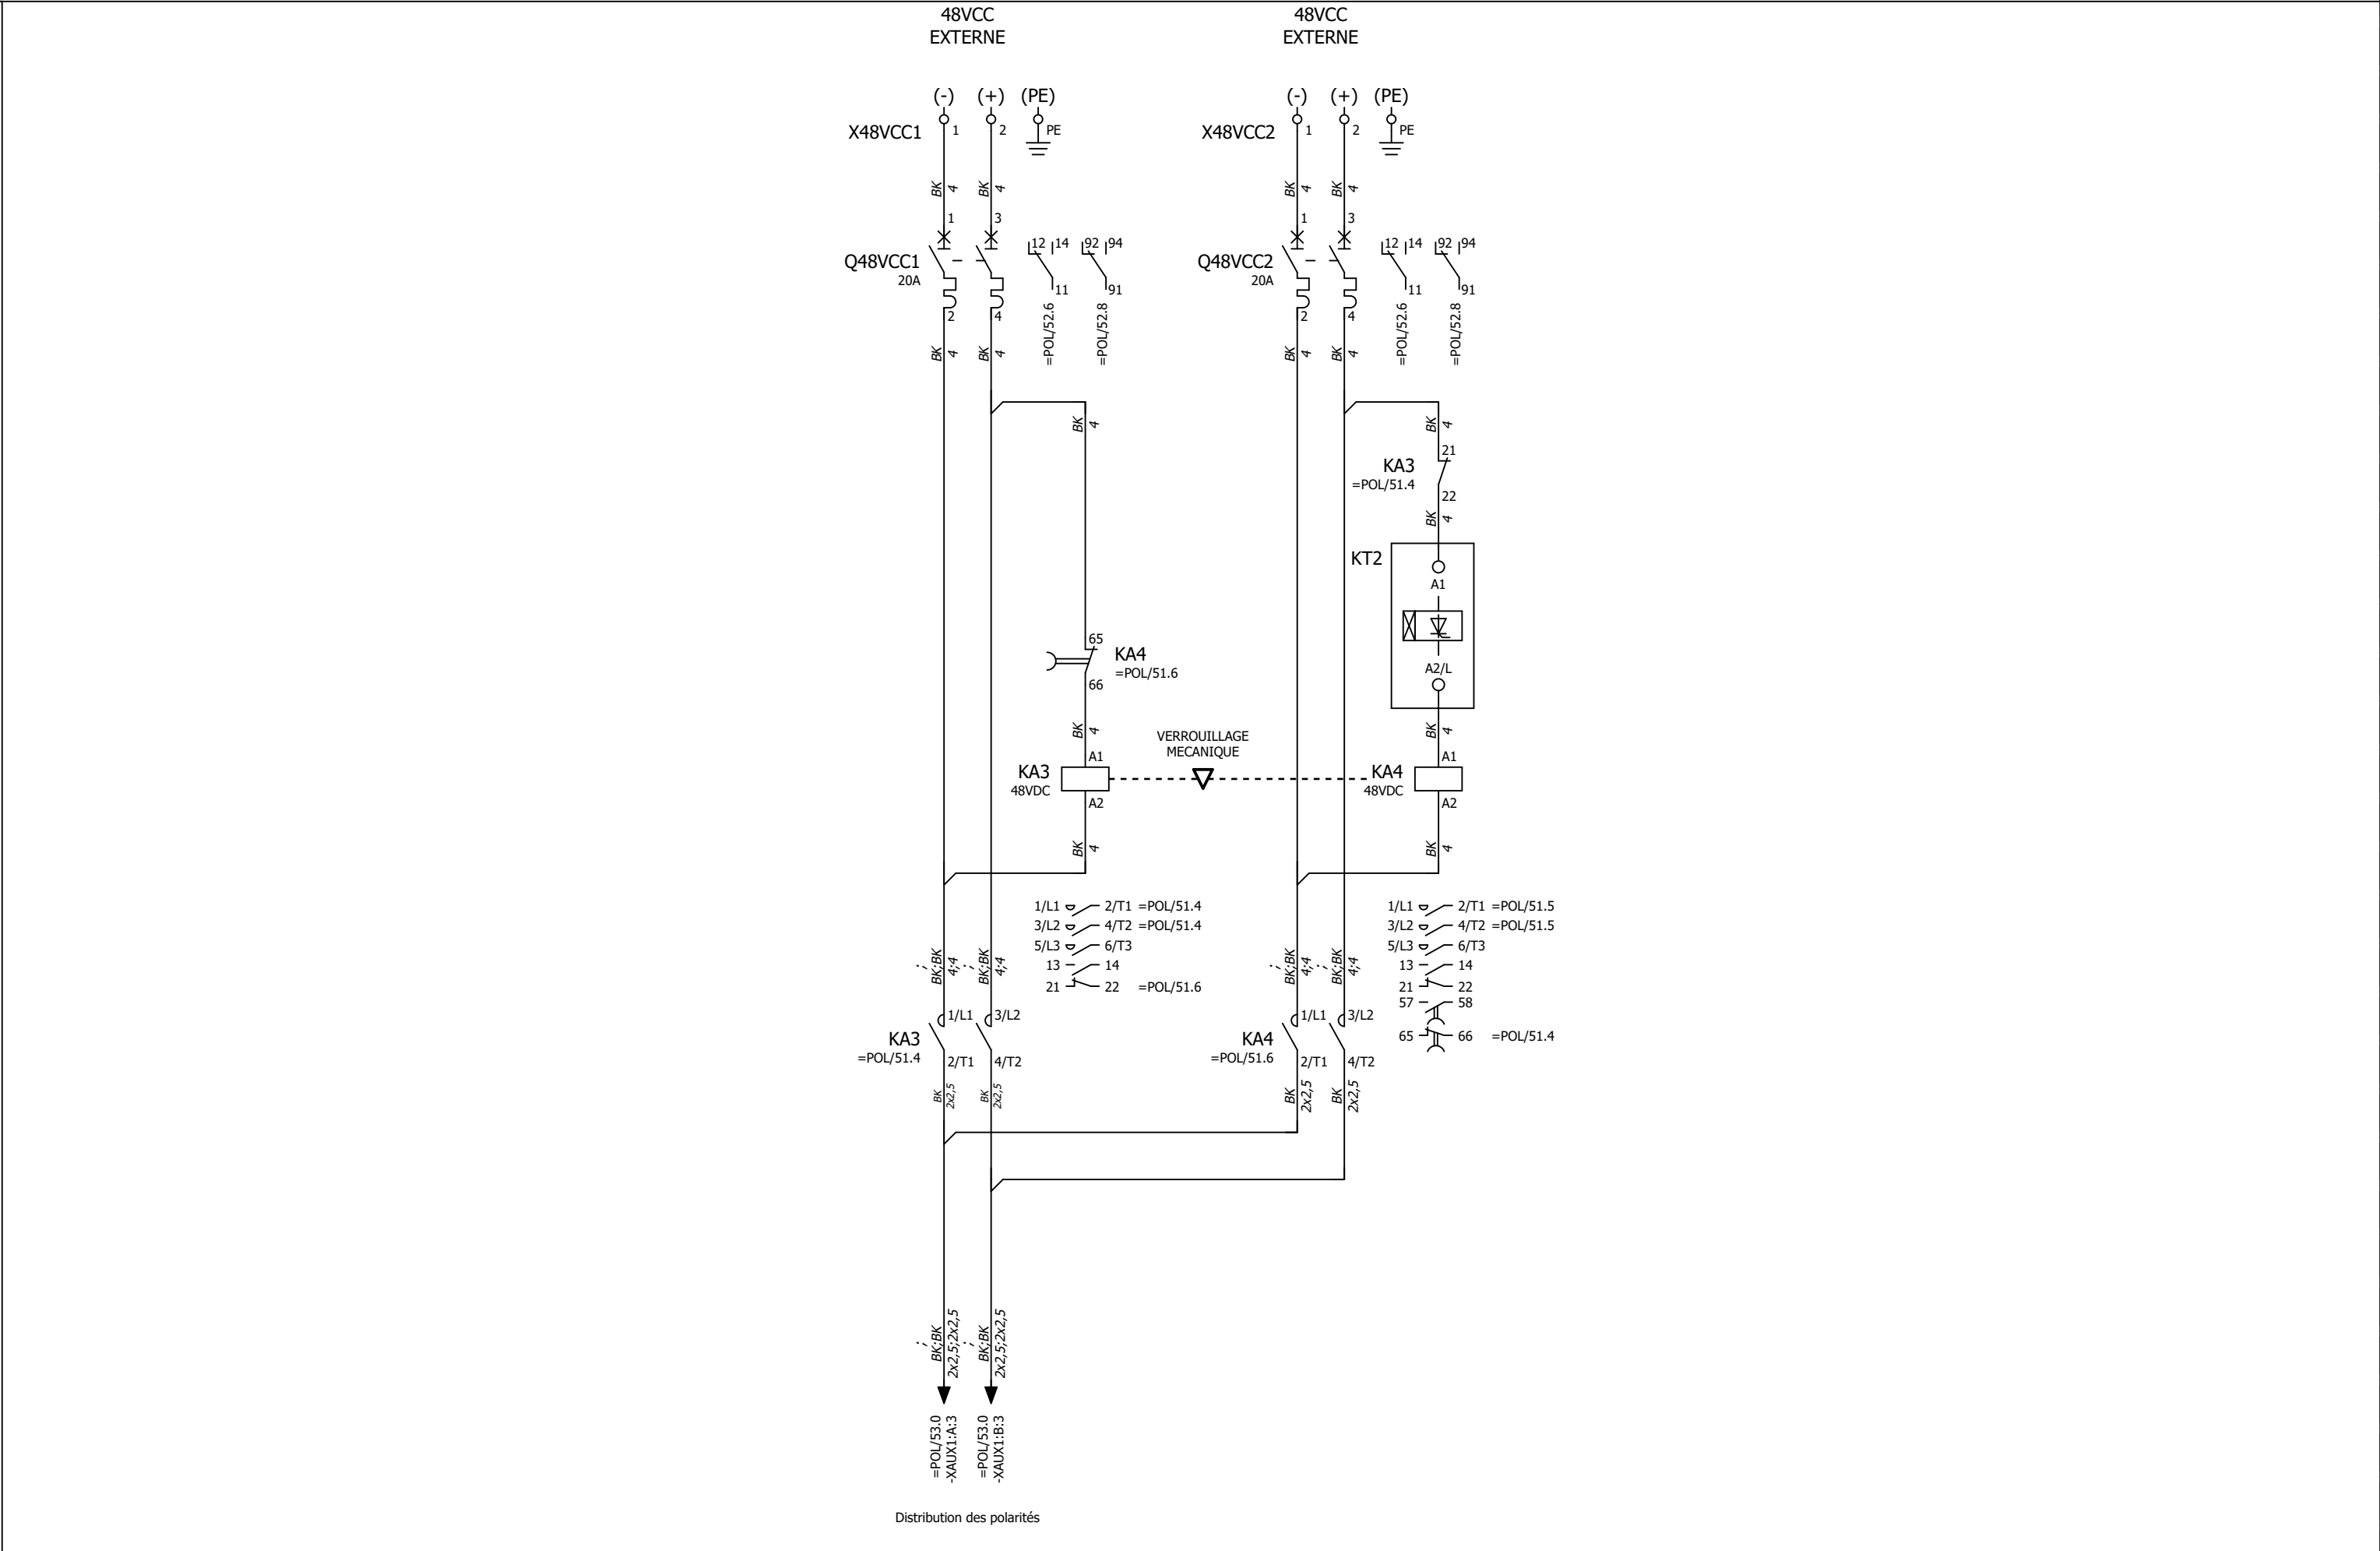 48VCC
EXTERNE
48VCC
EXTERNE
(-) (+) (PE)
(-) (+) (PE)
X48VCC1 1 2 PE
X48VCC2 1 2 PE
BK 4 BK 4
BK 4 BK 4
1 3
1 3
12 14 92 94
12 14 92 94
Q48VCC1
20A
Q48VCC2
20A
11 91
11 91
2 4
2 4
=POL/52.6 =POL/52.8
=POL/52.6 =POL/52.8
BK 4 BK 4
BK 4 BK 4
BK 4
BK 4
21
KA3
=POL/51.4
22
BK 4
KT2
A1
65
KA4
=POL/51.6
66
A2/L
BK 4
BK 4
VERROUILLAGE
MECANIQUE
A1
KA3
48VDC
A2
A1
KA4
48VDC
A2
BK 4
BK 4
1/L1 2/T1 =POL/51.4
3/L2 4/T2 =POL/51.4
5/L3 6/T3
13 14
21 22 =POL/51.6
1/L1 2/T1 =POL/51.5
3/L2 4/T2 =POL/51.5
5/L3 6/T3
13 14
21 22
57 58
65 66 =POL/51.4
BK;BK 4;4 BK;BK 4;4
BK;BK 4;4 BK;BK 4;4
1/L1 3/L2
KA3
=POL/51.4
2/T1 4/T2
1/L1 3/L2
KA4
=POL/51.6
2/T1 4/T2
BK 2x2,5 BK 2x2,5
BK 2x2,5 BK 2x2,5
BK;BK 2x2,5;2x2,5 BK;BK 2x2,5;2x2,5
=POL/53.0
-XAUX1:A:3
=POL/53.0
-XAUX1:B:3
Distribution des polarités